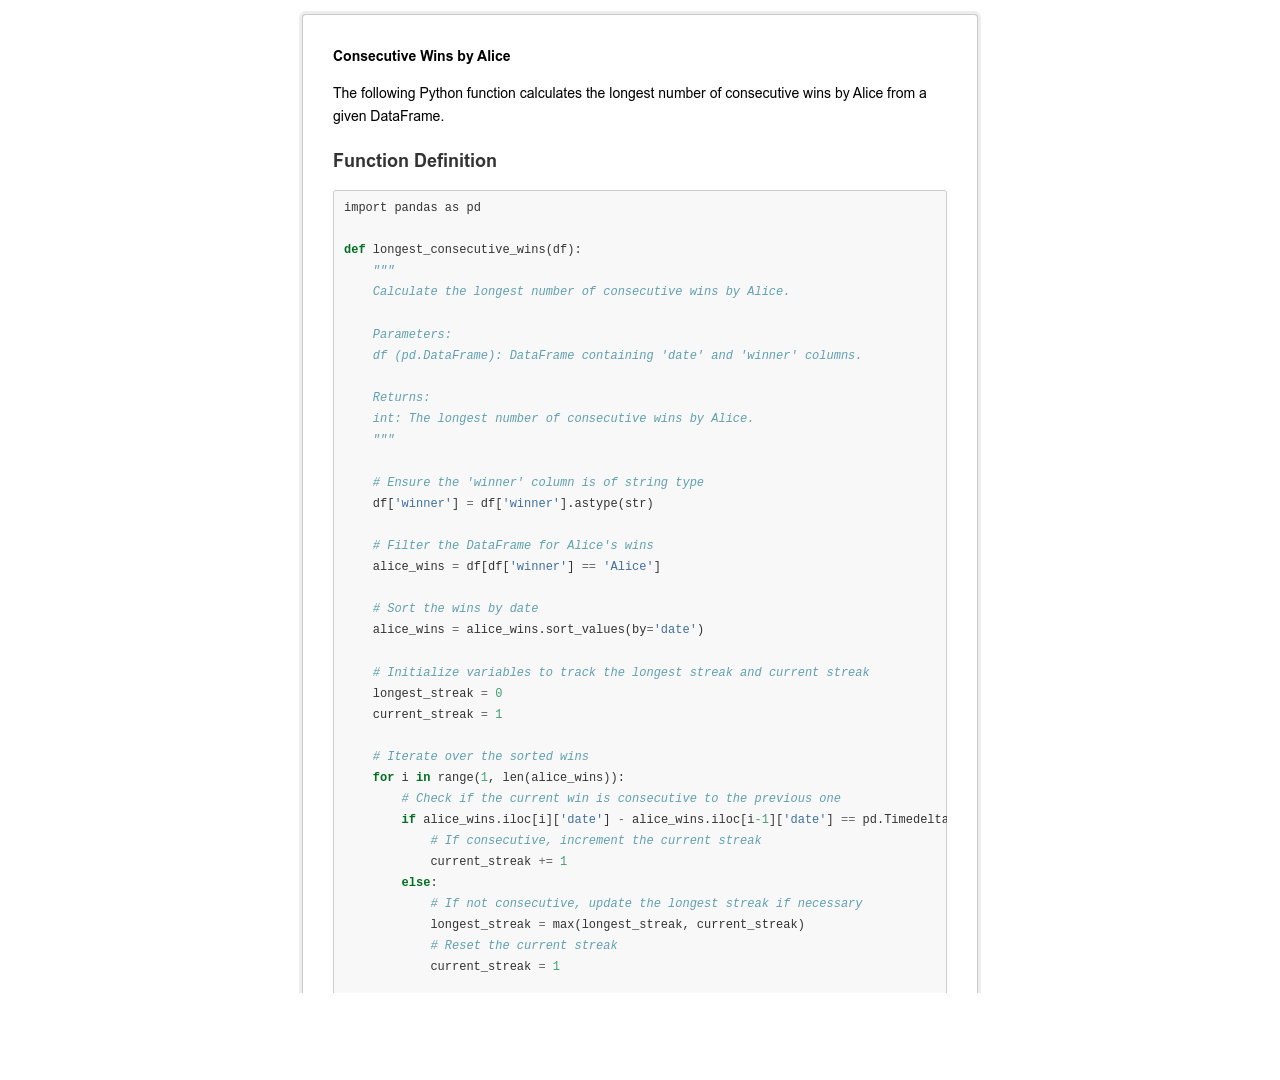 Consecutive Wins by Alice
The following Python function calculates the longest number of consecutive wins by Alice from a
given DataFrame.
Function Definition
import pandas as pd
def longest_consecutive_wins(df):
    """
    Calculate the longest number of consecutive wins by Alice.
    Parameters:
    df (pd.DataFrame): DataFrame containing 'date' and 'winner' columns.
    Returns:
    int: The longest number of consecutive wins by Alice.
    """
    # Ensure the 'winner' column is of string type
    df['winner'] = df['winner'].astype(str)
    # Filter the DataFrame for Alice's wins
    alice_wins = df[df['winner'] == 'Alice']
    # Sort the wins by date
    alice_wins = alice_wins.sort_values(by='date')
    # Initialize variables to track the longest streak and current streak
    longest_streak = 0
    current_streak = 1
    # Iterate over the sorted wins
    for i in range(1, len(alice_wins)):
        # Check if the current win is consecutive to the previous one
        if alice_wins.iloc[i]['date'] - alice_wins.iloc[i-1]['date'] == pd.Timedelta
            # If consecutive, increment the current streak
            current_streak += 1
        else:
            # If not consecutive, update the longest streak if necessary
            longest_streak = max(longest_streak, current_streak)
            # Reset the current streak
            current_streak = 1